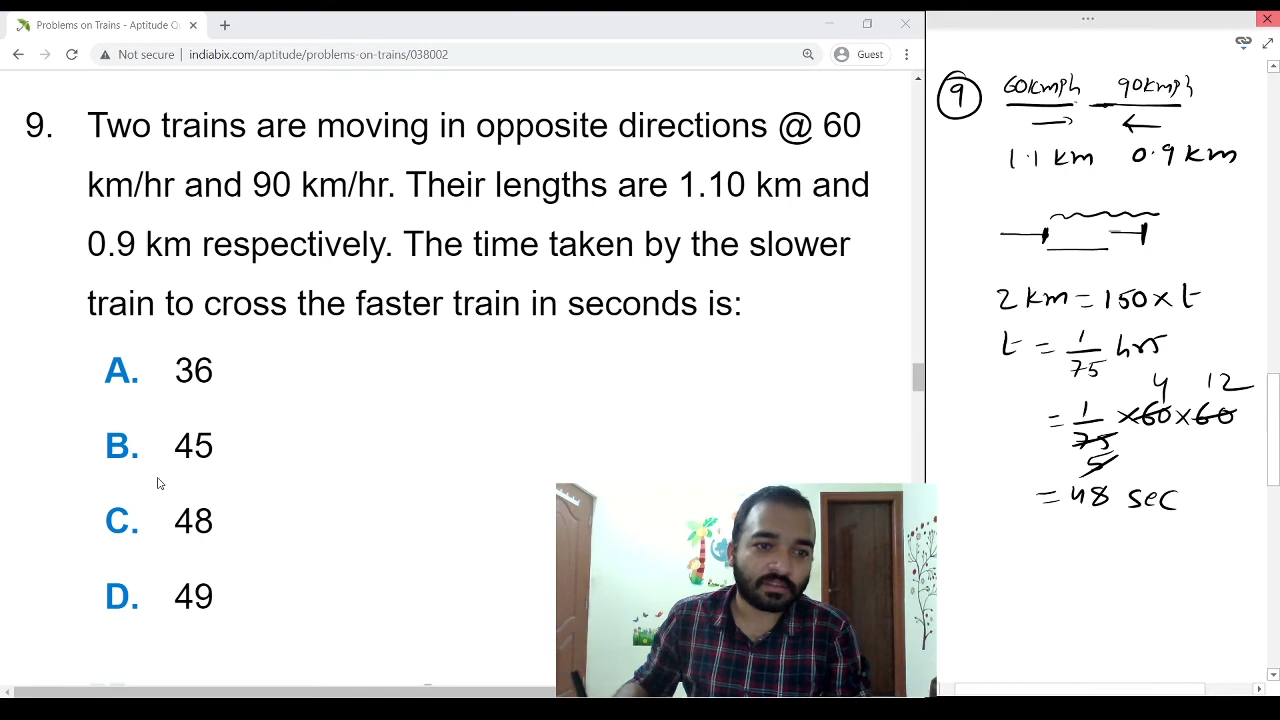 Problems on Trains - Aptitude Qu
Not secure
indiabix.com/aptitude/problems-on-trains/038002
Guest
9. Two trains are moving in opposite directions @ 60
km/hr and 90 km/hr. Their lengths are 1.10 km and
0.9 km respectively. The time taken by the slower
train to cross the faster train in seconds is:
A. 36
B. 45
C. 48
D. 49
9 60kmph 90kmph
1.1 km 0.9 km
2 km = 150 x t
t = 1/75 hrs
4 12
= 1/75 x 60 x 60
5
= 48 sec